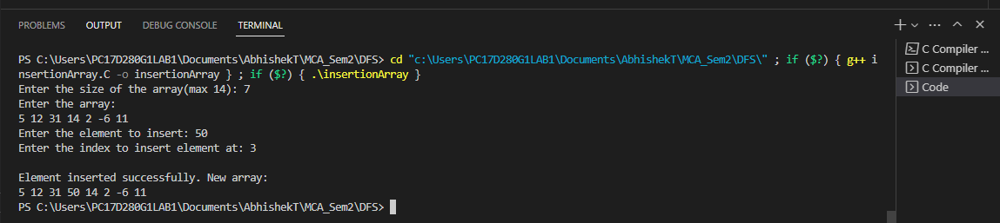 PROBLEMS OUTPUT DEBUG CONSOLE TERMINAL
PS C:\Users\PC17D280G1LAB1\Documents\AbhishekT\MCA_Sem2\DFS> cd "c:\Users\PC17D280G1LAB1\Documents\AbhishekT\MCA_Sem2\DFS\" ; if ($?) { g++ i
nsertionArray.C -o insertionArray } ; if ($?) { .\insertionArray }
Enter the size of the array(max 14): 7
Enter the array:
5 12 31 14 2 -6 11
Enter the element to insert: 50
Enter the index to insert element at: 3
Element inserted successfully. New array:
5 12 31 50 14 2 -6 11
PS C:\Users\PC17D280G1LAB1\Documents\AbhishekT\MCA_Sem2\DFS>
C Compiler ...
C Compiler ...
Code